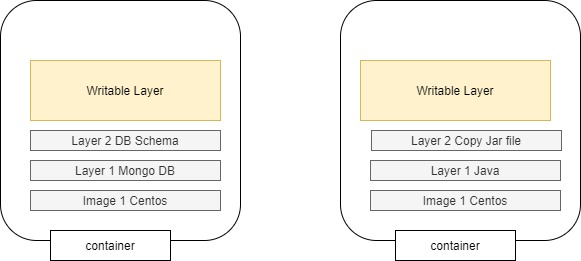 Writable Layer
Layer 2 DB Schema
Layer 1 Mongo DB
Image 1 Centos
container
Writable Layer
Layer 2 Copy Jar file
Layer 1 Java
Image 1 Centos
container